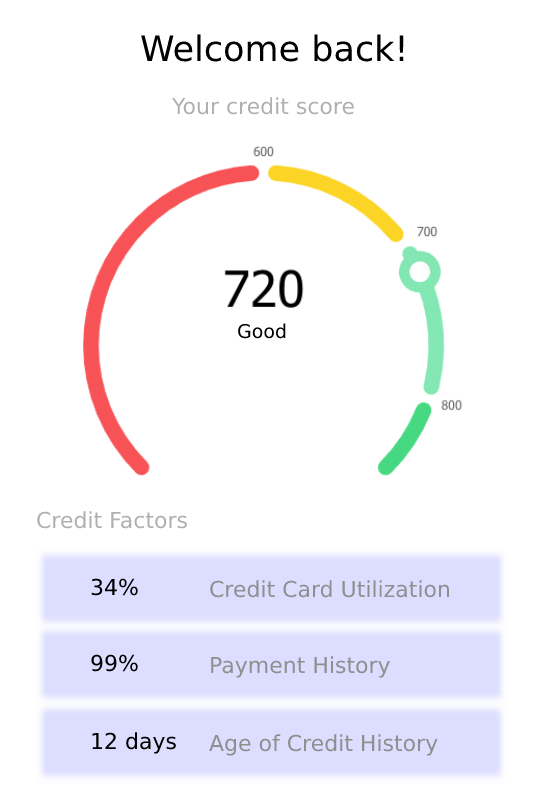 Welcome back!
Your credit score
600
700
720
Good
800
Credit Factors
34% Credit Card Utilization
99% Payment History
12 days Age of Credit History